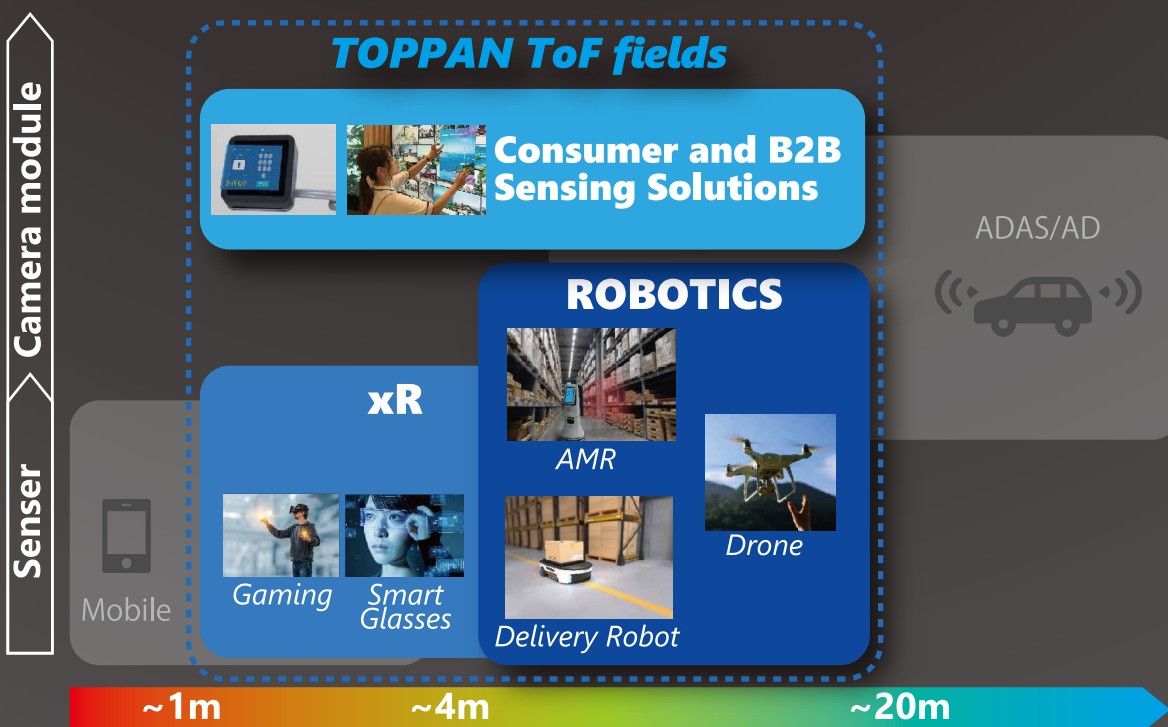 TOPPAN ToF fields
Camera module
Senser
Consumer and B2B
Sensing Solutions
ADAS/AD
ROBOTICS
xR
AMR
Drone
Mobile
Gaming
Smart
Glasses
Delivery Robot
~1m
~4m
~20m